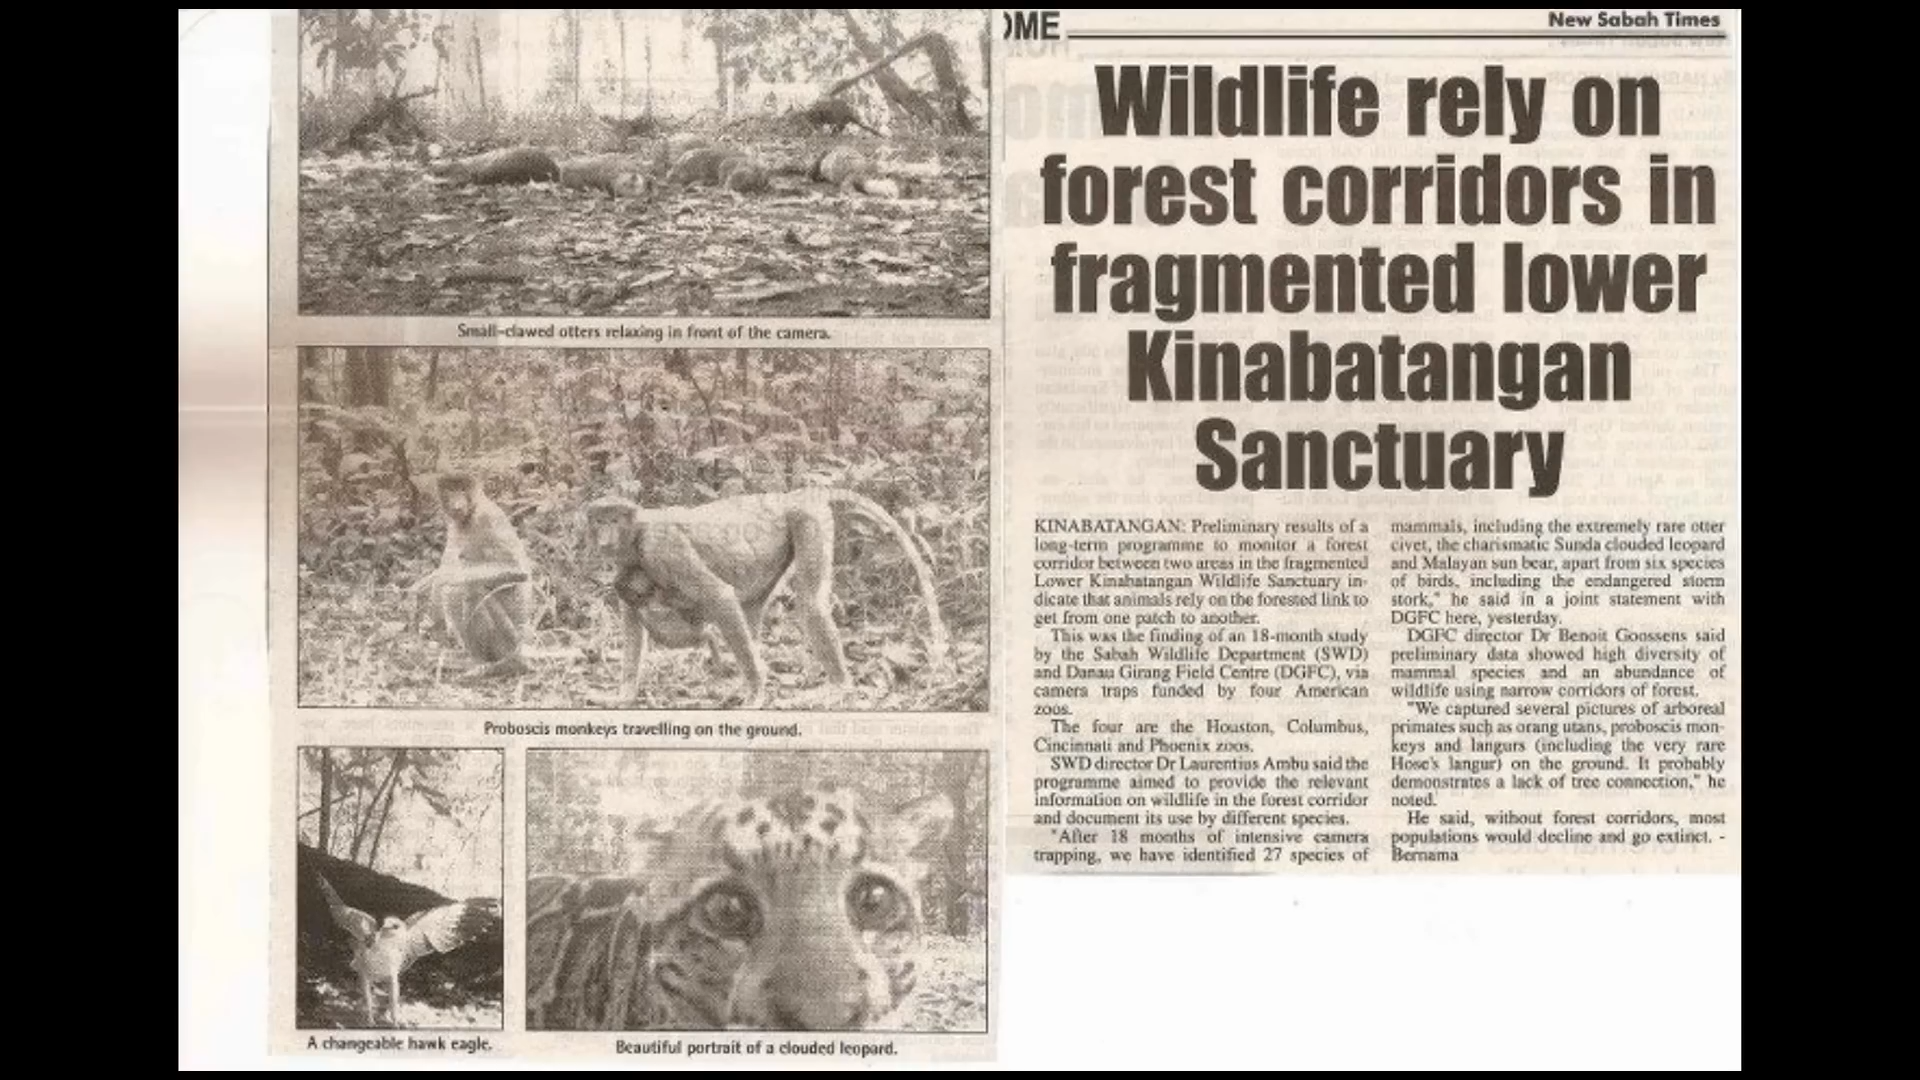 Small-clawed otters relaxing in front of the camera.
Proboscis monkeys travelling on the ground.
A changeable hawk eagle.
Beautiful portrait of a clouded leopard.
OME
New Sabah Times
Wildlife rely on
forest corridors in
fragmented lower
Kinabatangan
Sanctuary
KINABATANGAN: Preliminary results of a
long-term programme to monitor a forest
corridor between two areas in the fragmented
Lower Kinabatangan Wildlife Sanctuary in-
dicate that animals rely on the forested link to
get from one patch to another.
This was the finding of an 18-month study
by the Sabah Wildlife Department (SWD)
and Danau Girang Field Centre (DGFC), via
camera traps funded by four American
zoos.
The four are the Houston, Columbus,
Cincinnati and Phoenix zoos.
SWD director Dr Laurentius Ambu said the
programme aimed to provide the relevant
information on wildlife in the forest corridor
and document its use by different species.
"After 18 months of intensive camera
trapping, we have identified 27 species of
mammals, including the extremely rare otter
civet, the charismatic Sunda clouded leopard
and Malayan sun bear, apart from six species
of birds, including the endangered storm
stork," he said in a joint statement with
DGFC here, yesterday.
DGFC director Dr Benoit Goossens said
preliminary data showed high diversity of
mammal species and an abundance of
wildlife using narrow corridors of forest.
"We captured several pictures of arboreal
primates such as orang utans, proboscis mon-
keys and langurs (including the very rare
Hose's langur) on the ground. It probably
demonstrates a lack of tree connection," he
noted.
He said, without forest corridors, most
populations would decline and go extinct. -
Bernama